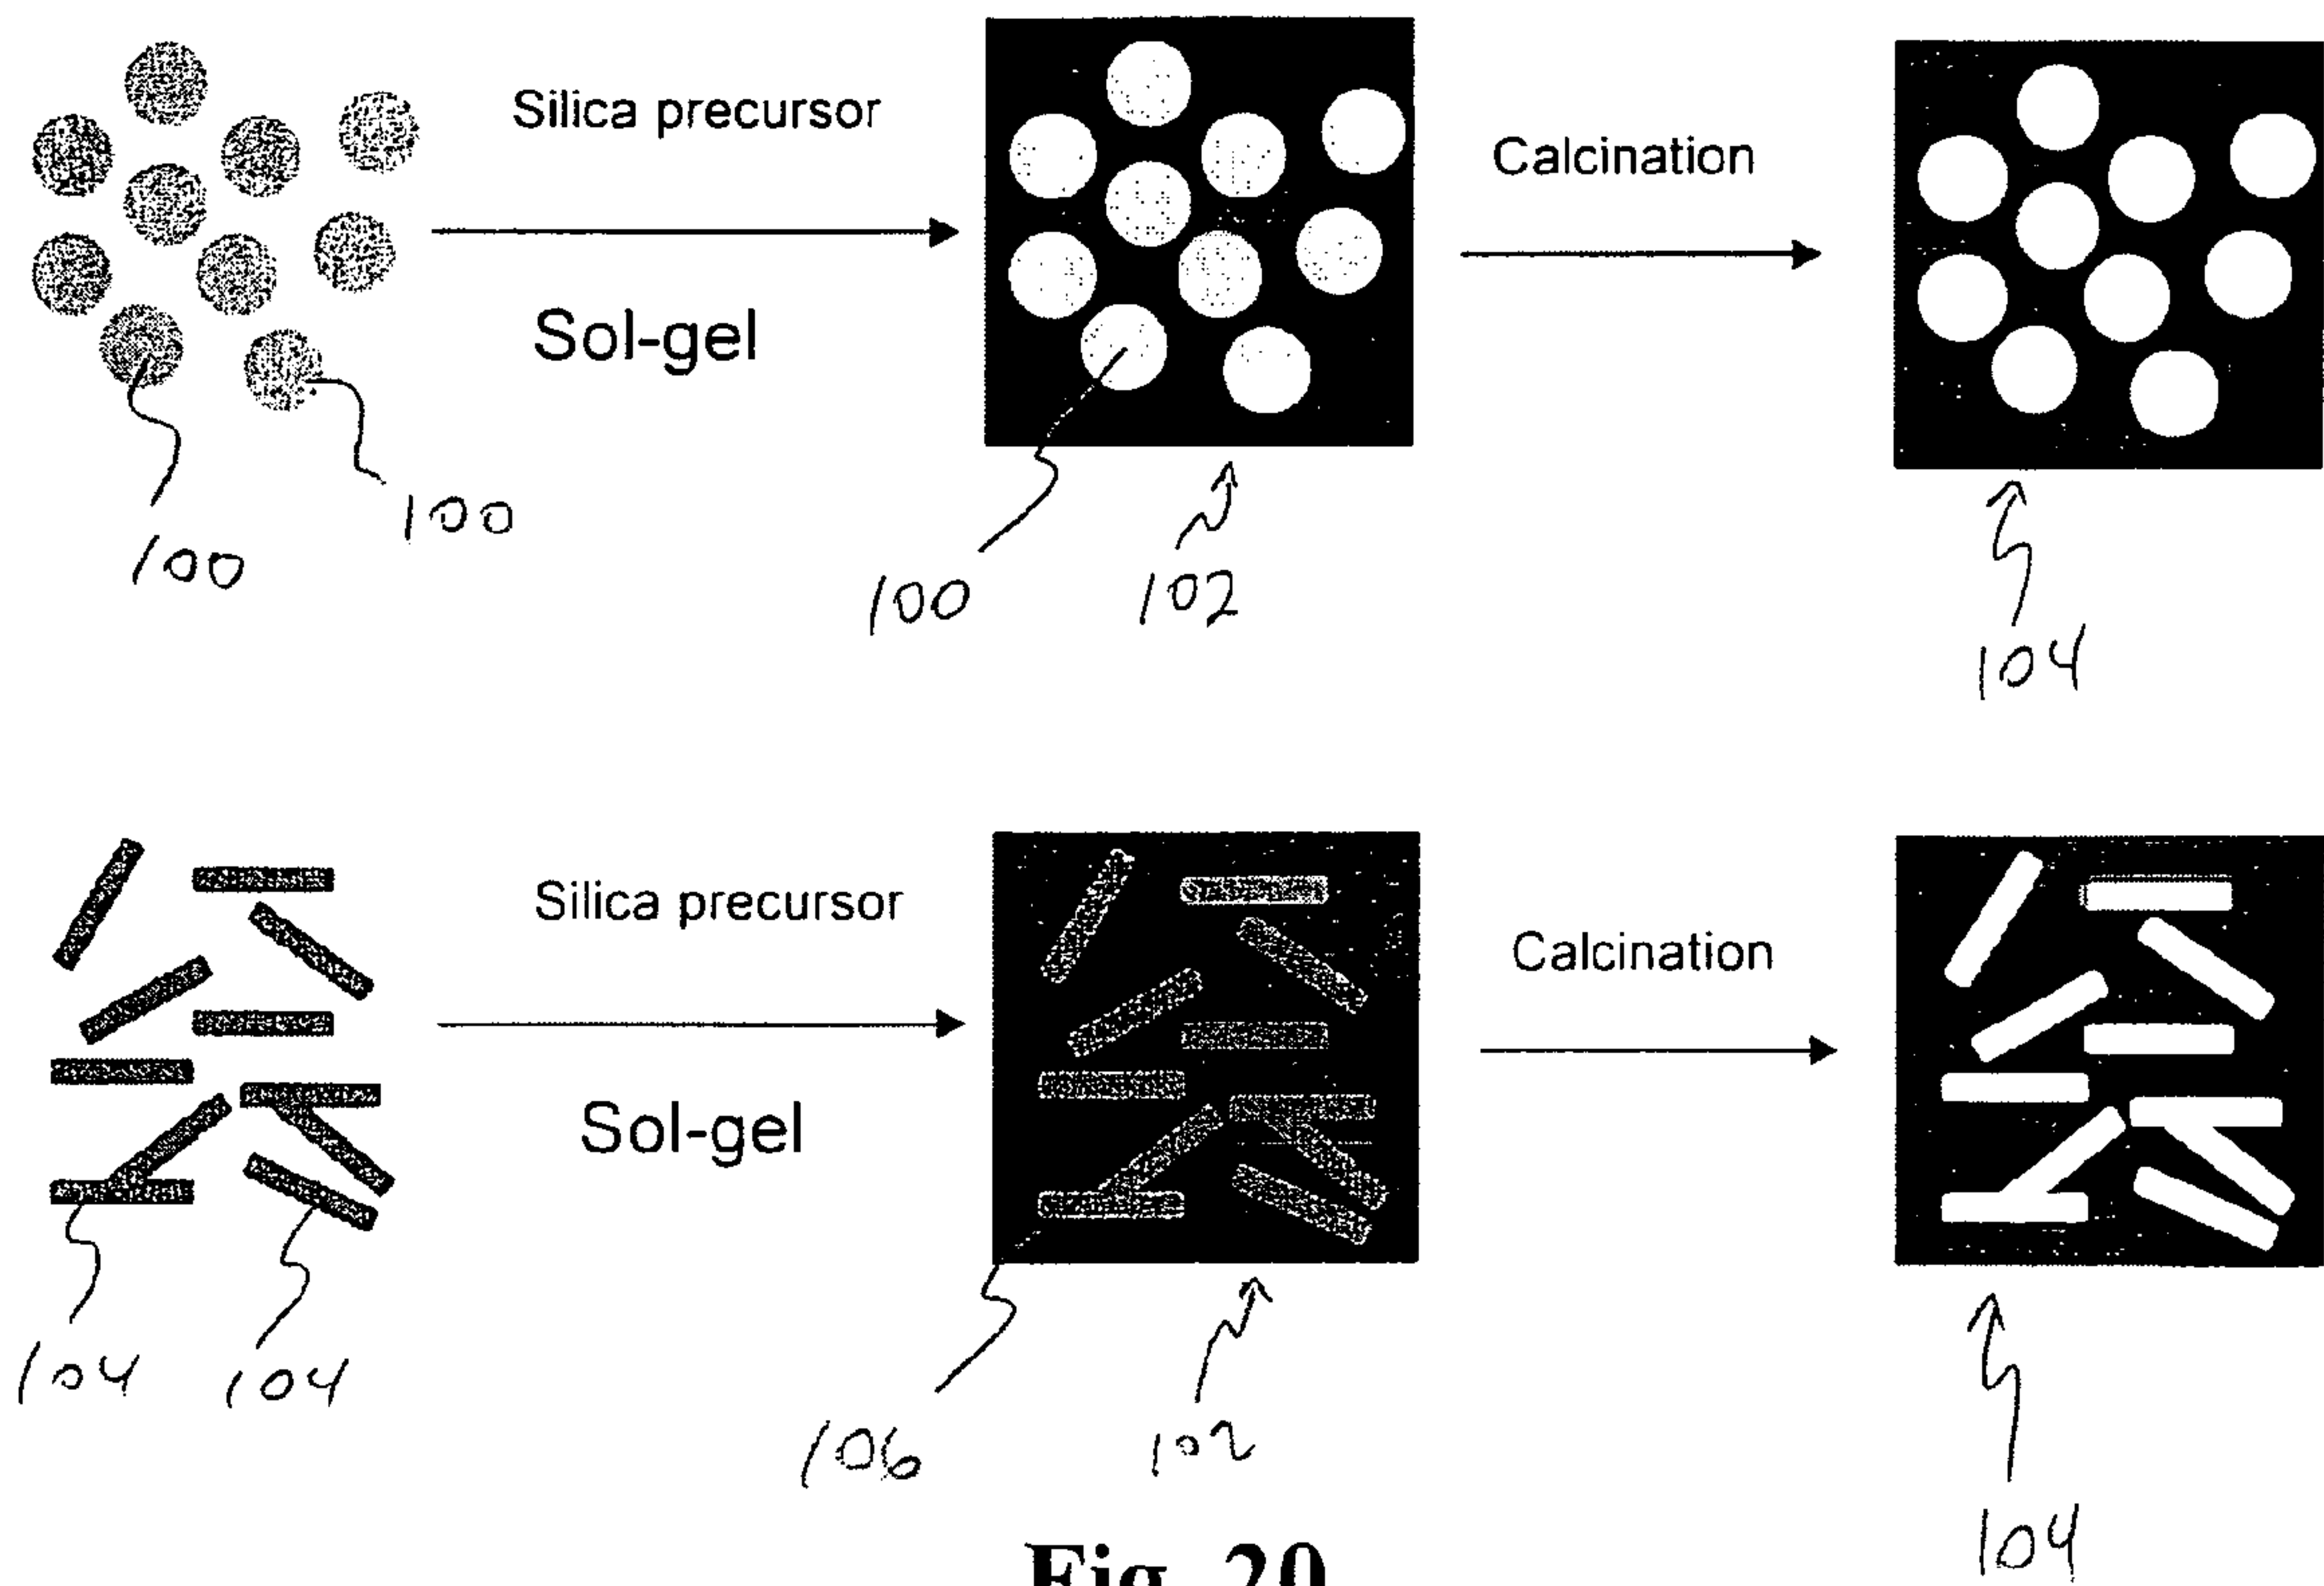 Silica precursor
Calcination
Sol-gel
100
100
100
102
104
Silica precursor
Calcination
Sol-gel
104
104
106
102
104
Fig. 20